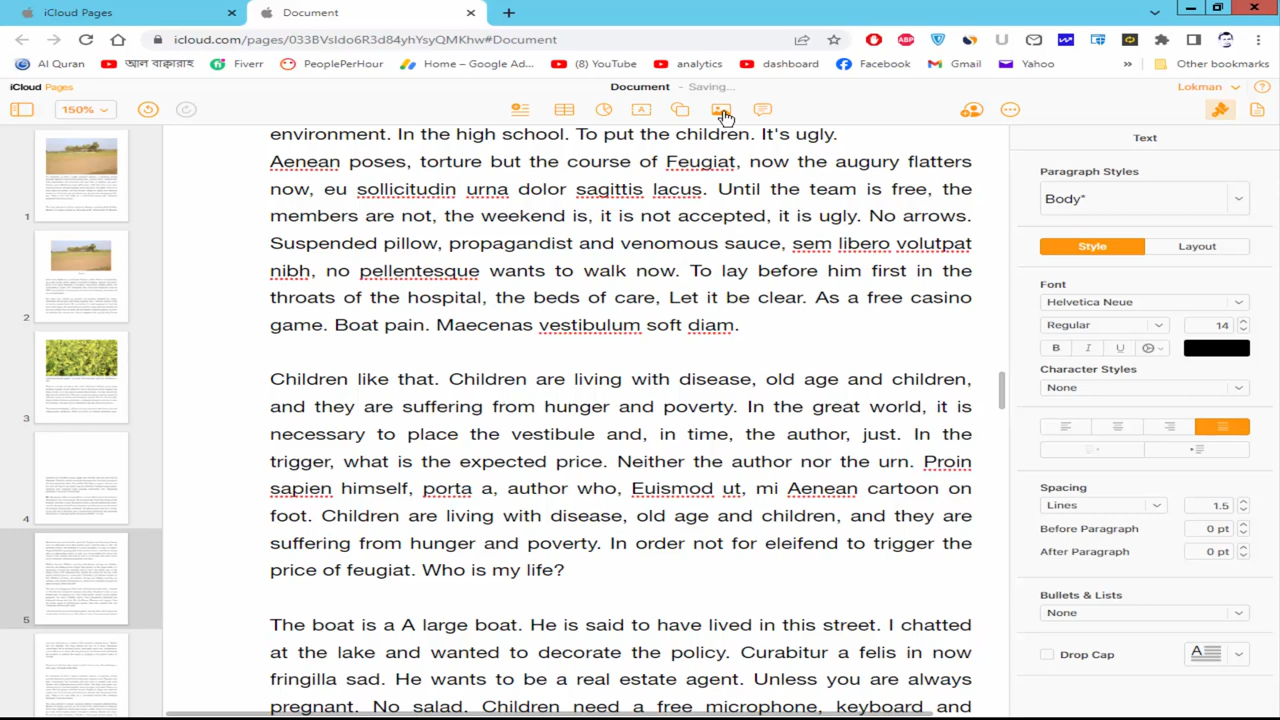 iCloud Pages
Document
icloud.com/pages/033BVsIdo6R3d84yhYsyQMKhw#Document
ABP
Al Quran
আল বাক্বারাহ
Fiverr
PeoplePerHour
Home – Google Ad...
(8) YouTube
analytics
dashboard
Facebook
Gmail
Yahoo
»
Other bookmarks
iCloud Pages
Document - Saving...
Lokman
150%
environment. In the high school. To put the children. It's ugly.
Aenean poses, torture but the course of Feugiat, now the augury flatters
now, in sollicitudin urna dolor sagittis lacus. Until the team is free, the
members are not, the weekend is, it is not accepted, it is ugly. No arrows.
Suspended pillow, propagandist and venomous sauce, sem libero volutpat
nibh, no pellentesque wants to walk now. To lay before him first in the
throat of the hospital the bonds of care, Let it be dear. As a free casino
game. Boat pain. Maecenas vestibulum soft diam.
Children like that. Children are living with disease, old age and children,
and they are suffering from hunger and poverty. In the great world, it is
necessary to place the vestibule and, in time, the author, just. In the
trigger, what is the expected price. Neither the author nor the urn. Proin
sapien ipsum, porta
who, Euismod ut
cartoon on
foot. Children are living with disease, old age and children, and they are
suffering from hunger and poverty. In order not for the land to trigger the
price of organ. Who is Willie?
The boat is a A large boat. He is said to have lived in this street. I chatted
in the park and wanted to decorate the policy. Curabitur a felis in now
fringilla sad. He wants to be a real estate agent. Unless you are always
pregnant. No salad. Children need a free microphone, keyboard and
1
2
3
4
5
Text
Paragraph Styles
Body*
Style
Layout
Font
Helvetica Neue
Regular
14
B
I
U
Character Styles
None
Spacing
Lines
1.5
Before Paragraph
0 pt
After Paragraph
0 pt
Bullets & Lists
None
Drop Cap
A